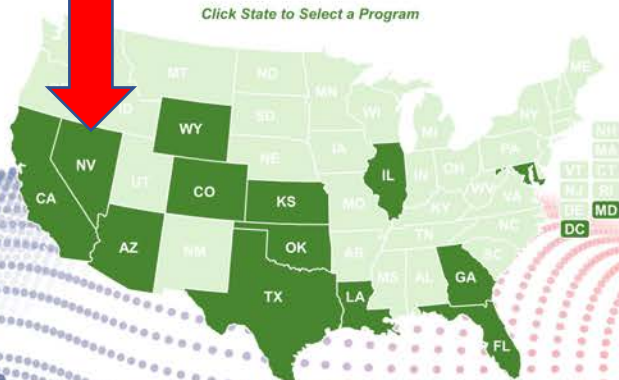 Click State to Select a Program
MT
ND
MN
ME
ID
SD
WI
MI
NY
WY
NE
IA
PA
NH
MA
NV
UT
CO
KS
IL
IN
OH
WV
VA
VT
CT
CA
MO
KY
NJ
RI
AZ
NM
OK
AR
TN
NC
DE
MD
SC
DC
TX
LA
MS
AL
GA
FL